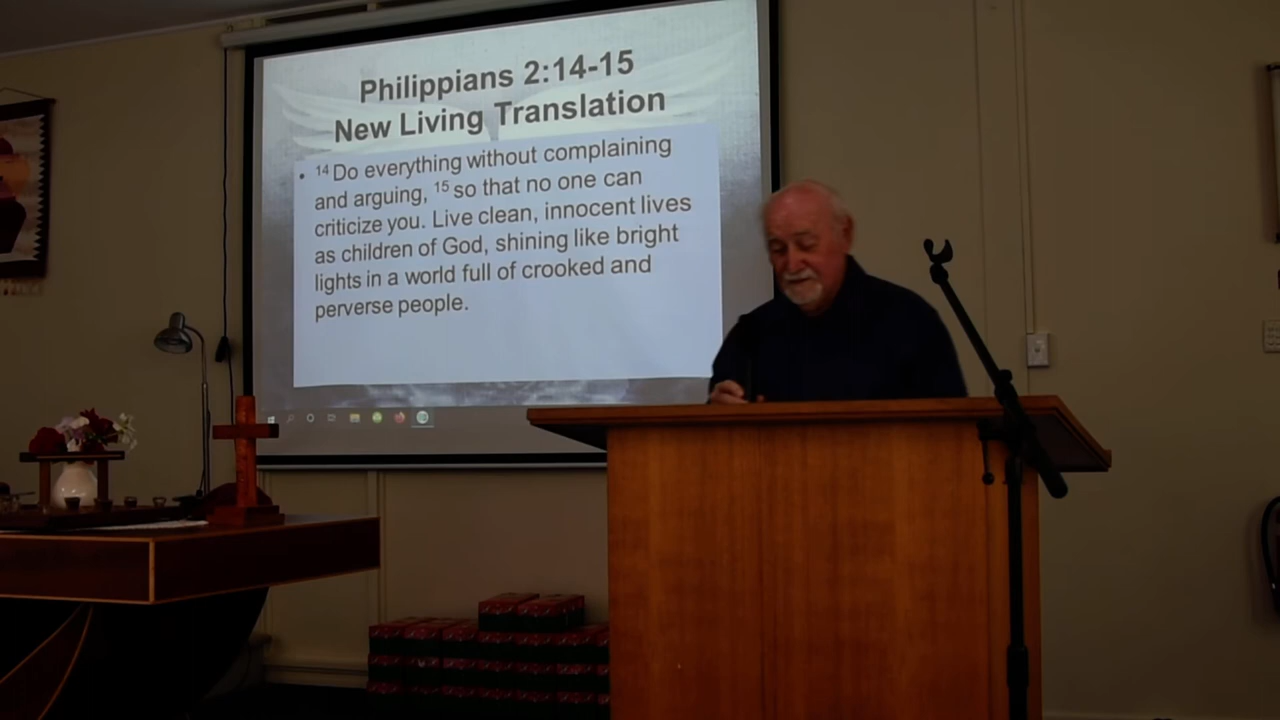 Philippians 2:14-15
New Living Translation
• 14 Do everything without complaining
and arguing, 15 so that no one can
criticize you. Live clean, innocent lives
as children of God, shining like bright
lights in a world full of crooked and
perverse people.